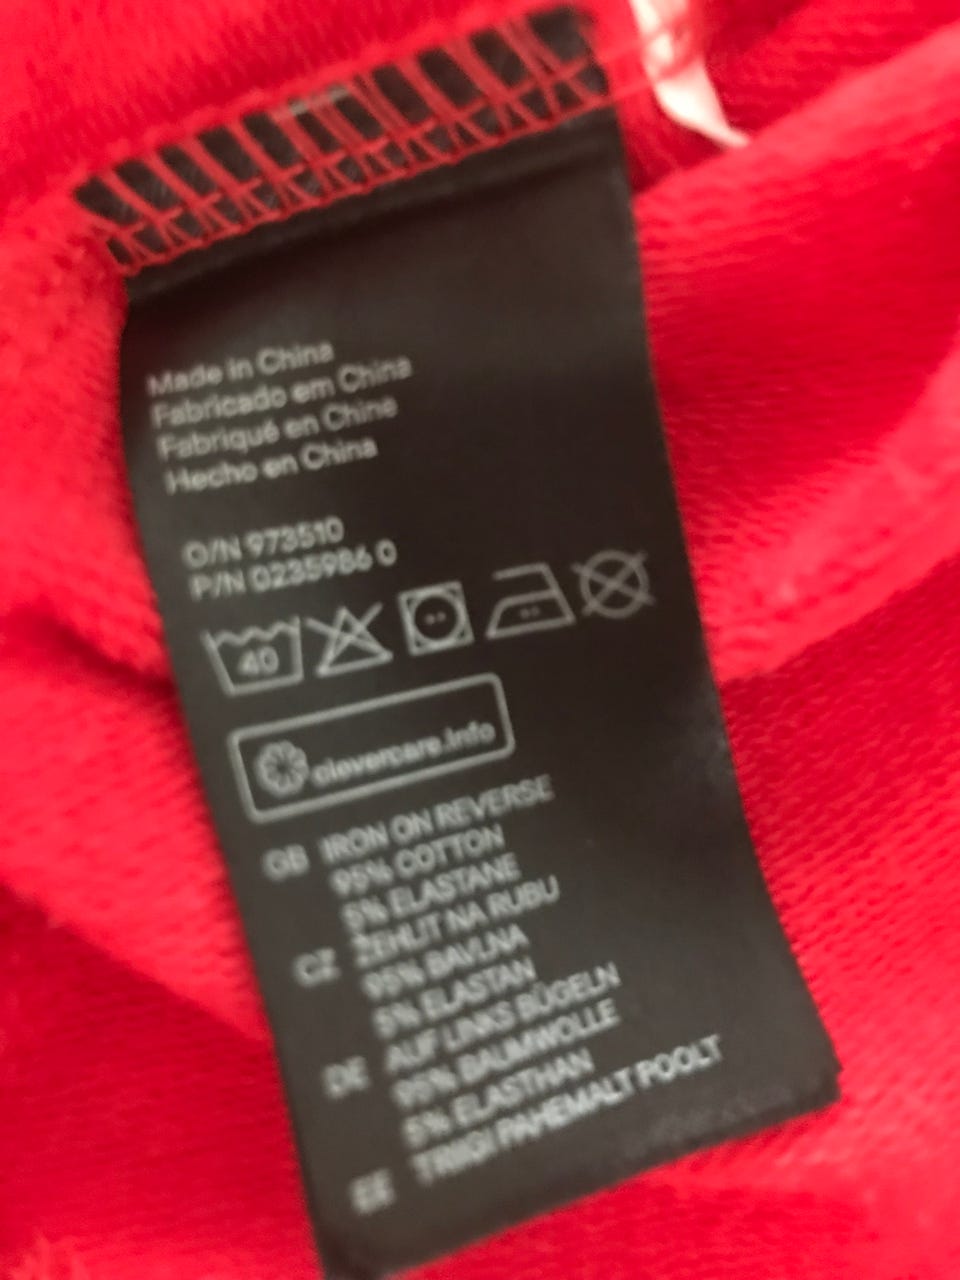 Made in China
Fabricado em China
Fabriqué en Chine
Hecho en China
O/N 973510
P/N 0235986 0
40
clevercare.info
GB IRON ON REVERSE
95% COTTON
5% ELASTANE
CZ ŽEHLIT NA RUBU
95% BAVLNA
5% ELASTAN
DE AUF LINKS BÜGELN
95% BAUMWOLLE
5% ELASTHAN
EE TRIIGI PAHEMALT POOLT